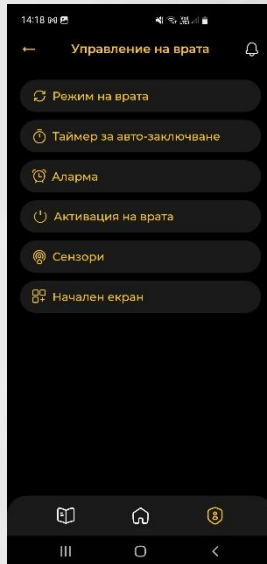 14:18
Управление на врата
Режим на врата
Таймер за авто-заключване
Аларма
Активация на врата
Сензори
Начален екран